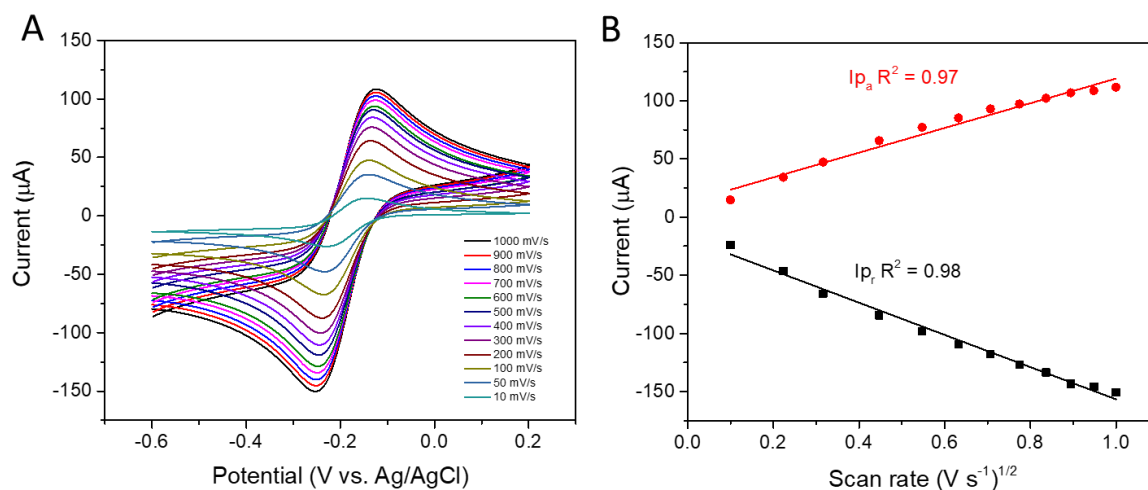 A
150
100
50
0
-50
-100
-150
Current (μA)
-0.6
-0.4
-0.2
0.0
0.2
Potential (V vs. Ag/AgCl)
1000 mV/s
900 mV/s
800 mV/s
700 mV/s
600 mV/s
500 mV/s
400 mV/s
300 mV/s
200 mV/s
100 mV/s
50 mV/s
10 mV/s
B
150
100
50
0
-50
-100
-150
Current (μA)
Ipₐ R² = 0.97
Ipᵣ R² = 0.98
0.0
0.2
0.4
0.6
0.8
1.0
Scan rate (V s⁻¹)¹ᐟ²